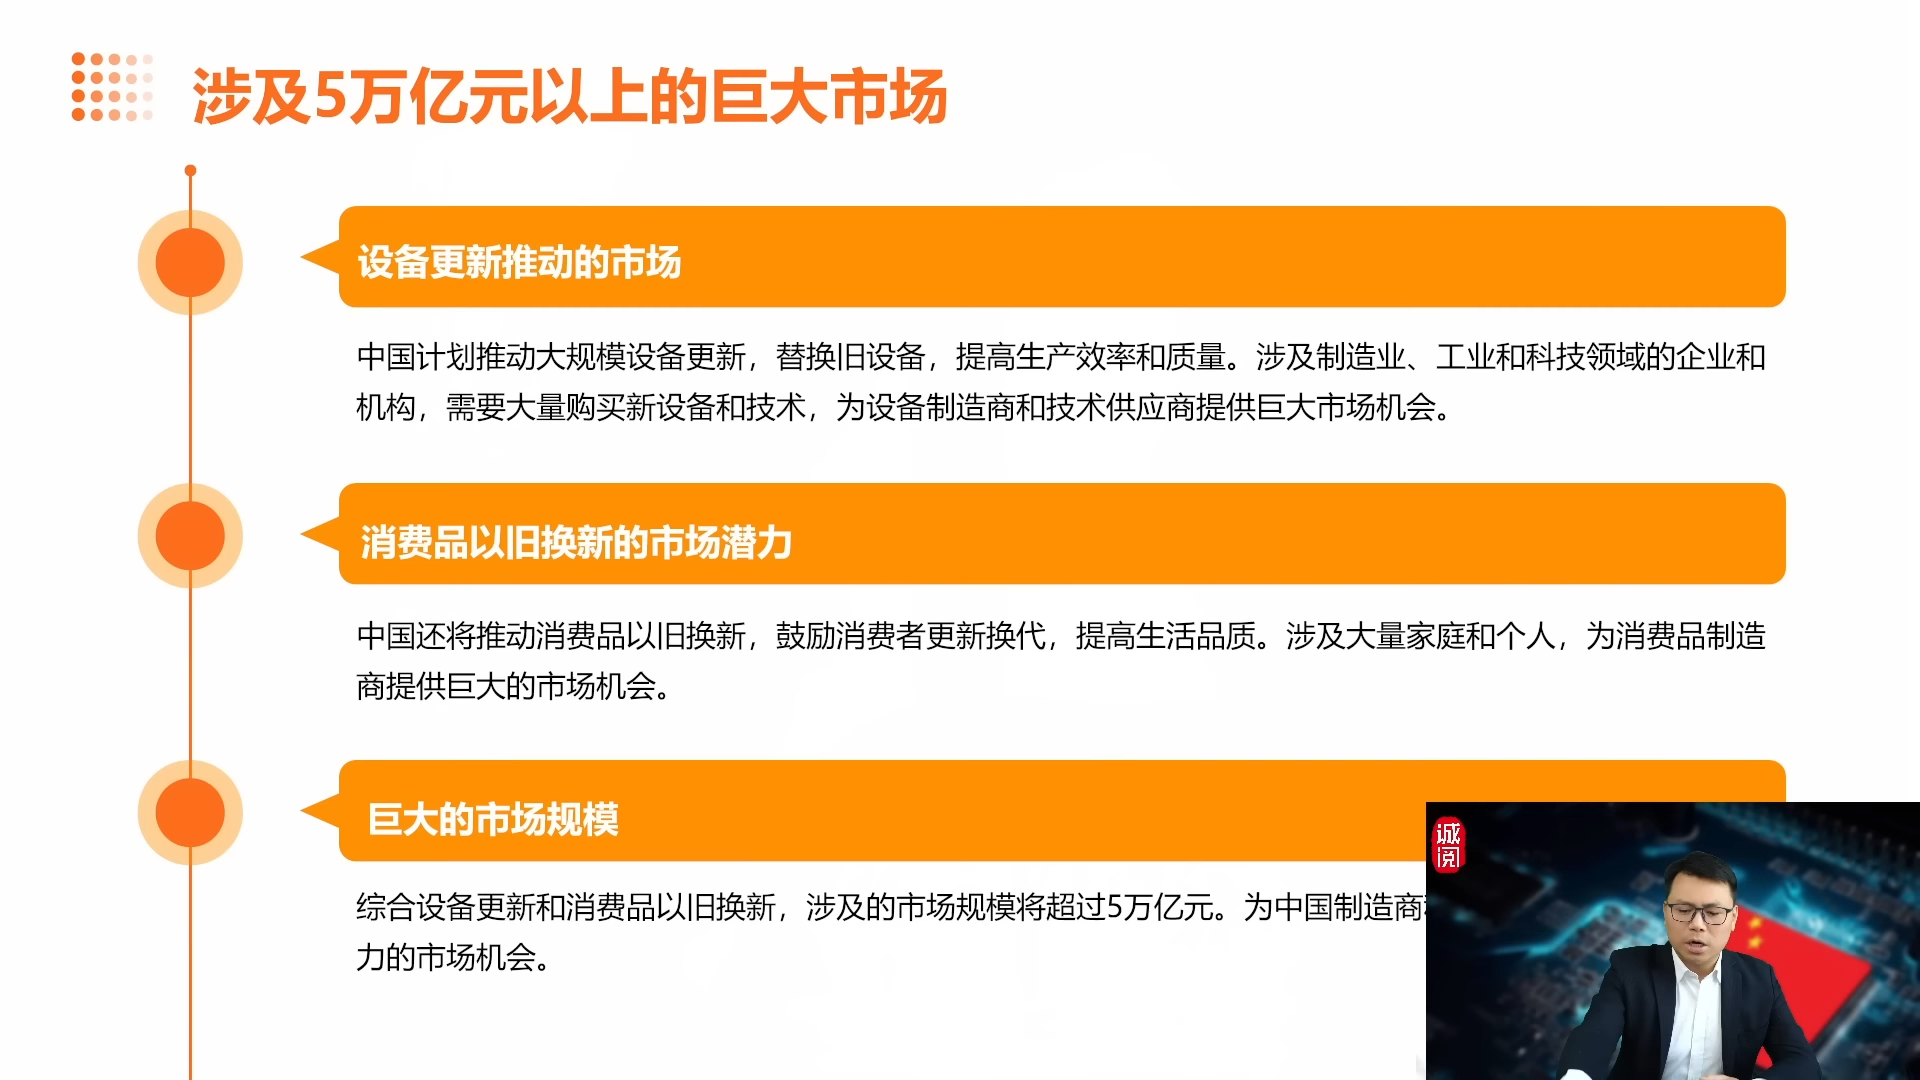 涉及5万亿元以上的巨大市场
设备更新推动的市场
中国计划推动大规模设备更新，替换旧设备，提高生产效率和质量。涉及制造业、工业和科技领域的企业和
机构，需要大量购买新设备和技术，为设备制造商和技术供应商提供巨大市场机会。
消费品以旧换新的市场潜力
中国还将推动消费品以旧换新，鼓励消费者更新换代，提高生活品质。涉及大量家庭和个人，为消费品制造
商提供巨大的市场机会。
巨大的市场规模
综合设备更新和消费品以旧换新，涉及的市场规模将超过5万亿元。为中国制造商
力的市场机会。
诚
阅